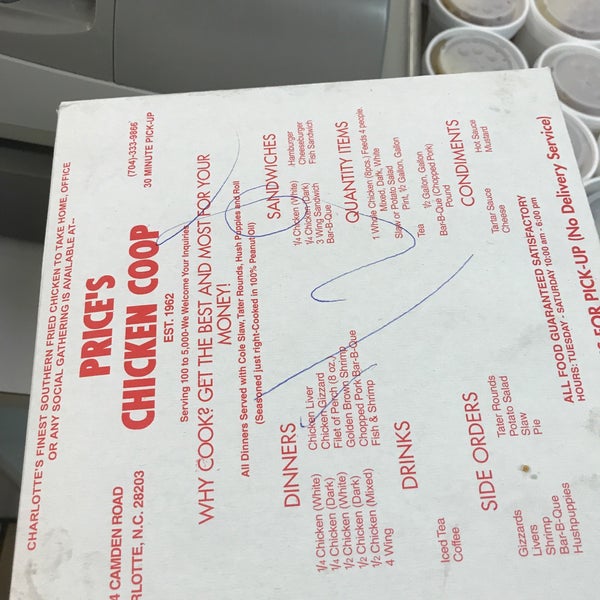 CHARLOTTE'S FINEST SOUTHERN FRIED CHICKEN TO TAKE HOME, OFFICE
OR ANY SOCIAL GATHERING IS AVAILABLE AT--
4 CAMDEN ROAD
RLOTTE, N.C. 28203
PRICE'S
CHICKEN COOP
EST. 1962
(704)-333-9866
30 MINUTE PICK-UP
Serving 100 to 5,000-We Welcome Your Inquiries
WHY COOK? GET THE BEST AND MOST FOR YOUR
MONEY!
All Dinners Served with Cole Slaw, Tater Rounds, Hush Puppies and Roll
(Seasoned just right-Cooked in 100% Peanut Oil)
DINNERS
1/4 Chicken (White)
1/4 Chicken (Dark)
1/2 Chicken (White)
1/2 Chicken (Dark)
1/2 Chicken (Mixed)
4 Wing
Chicken Liver
Chicken Gizzard
Filet of Perch (8 oz.)
Golden Brown Shrimp
Chopped Pork Bar-B-Que
Fish & Shrimp
SANDWICHES
1/4 Chicken (White)
1/4 Chicken (Dark)
3 Wing Sandwich
Bar-B-Que
Hamburger
Cheeseburger
Fish Sandwich
DRINKS
Iced Tea
Coffee
QUANTITY ITEMS
1 Whole Chicken (8pcs.) Feeds 4 people.
Mixed, Dark, White
Slaw or Potato Salad
Pint, 1/2 Gallon, Gallon
Tea
1/2 Gallon, Gallon
Bar-B-Que (Chopped Pork)
Pound
SIDE ORDERS
Gizzards
Livers
Shrimp
Bar-B-Que
Hushpuppies
Tater Rounds
Potato Salad
Slaw
Pie
CONDIMENTS
Tarter Sauce
Cheese
Hot Sauce
Mustard
ALL FOOD GUARANTEED SATISFACTORY
HOURS: TUESDAY - SATURDAY 10:00 am - 6:00 pm
FOR PICK-UP (No Delivery Service)